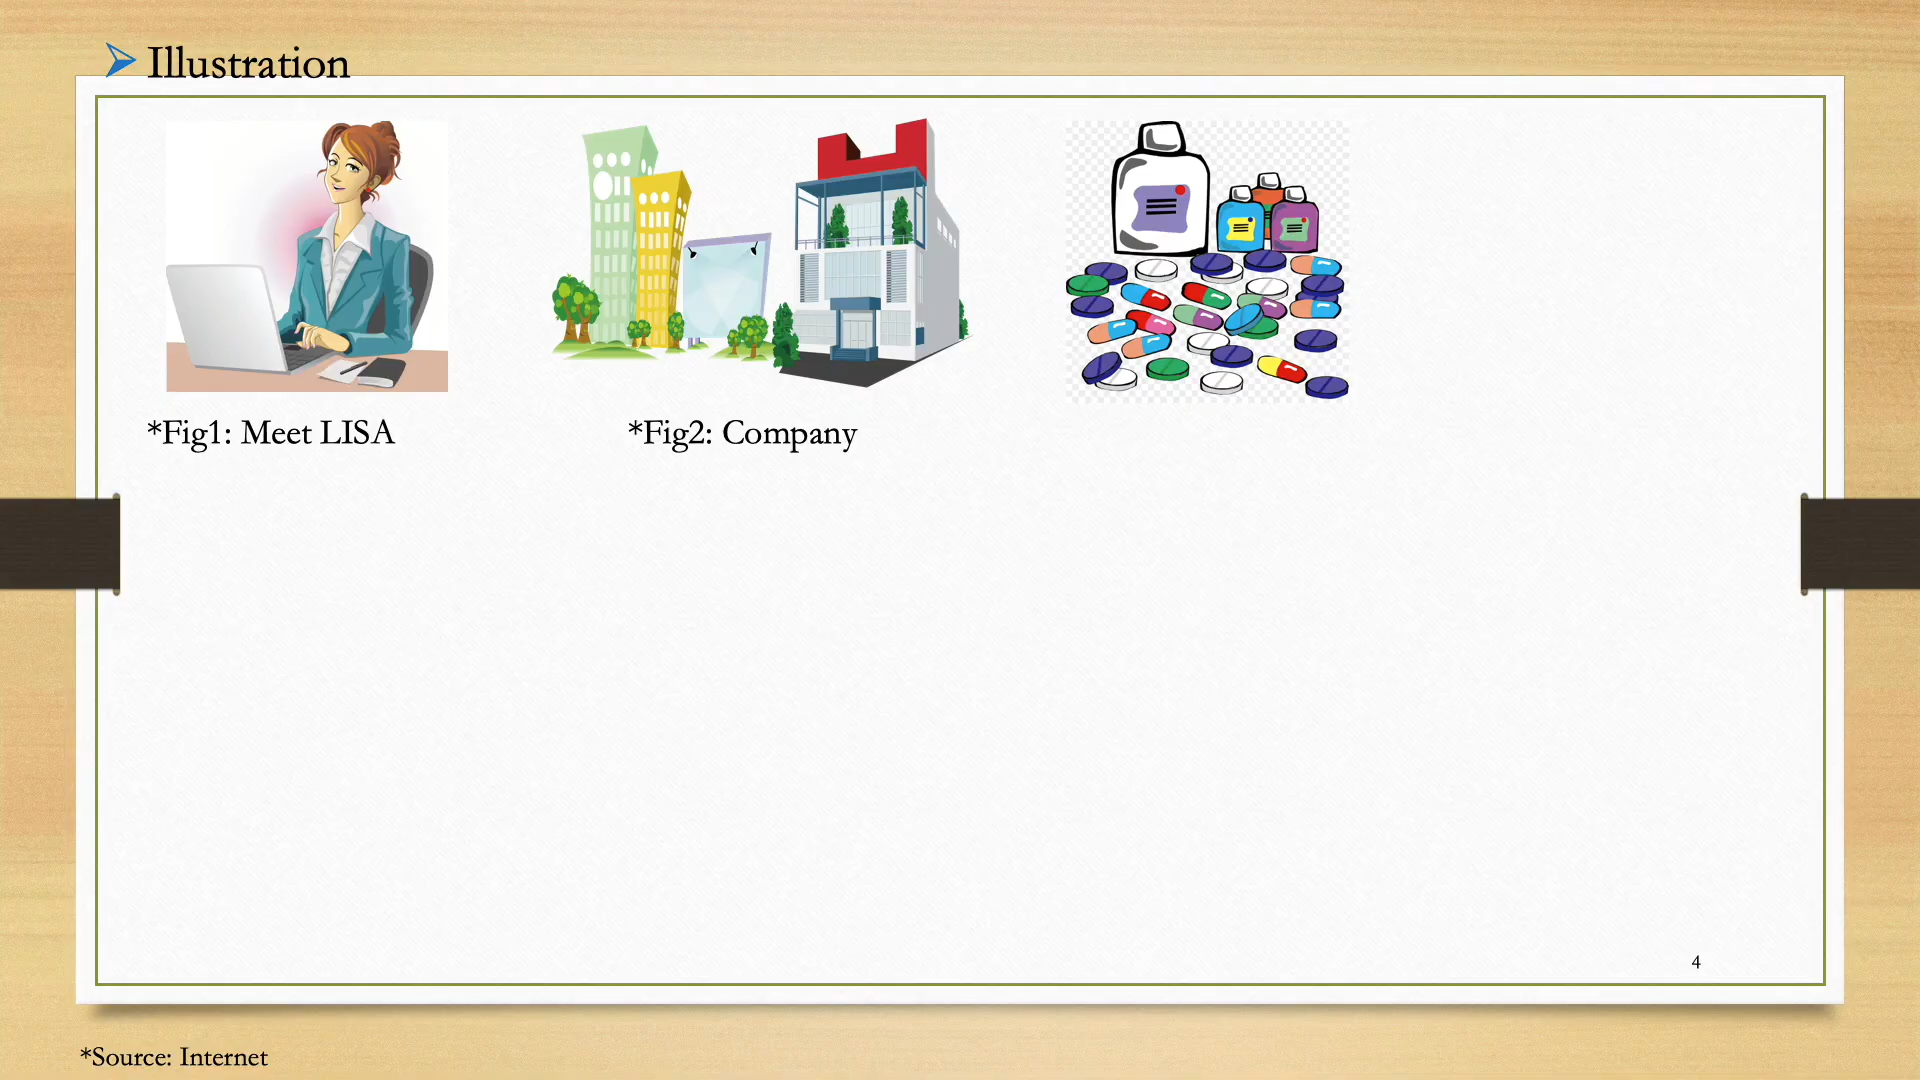 Illustration
*Fig1: Meet LISA
*Fig2: Company
4
*Source: Internet